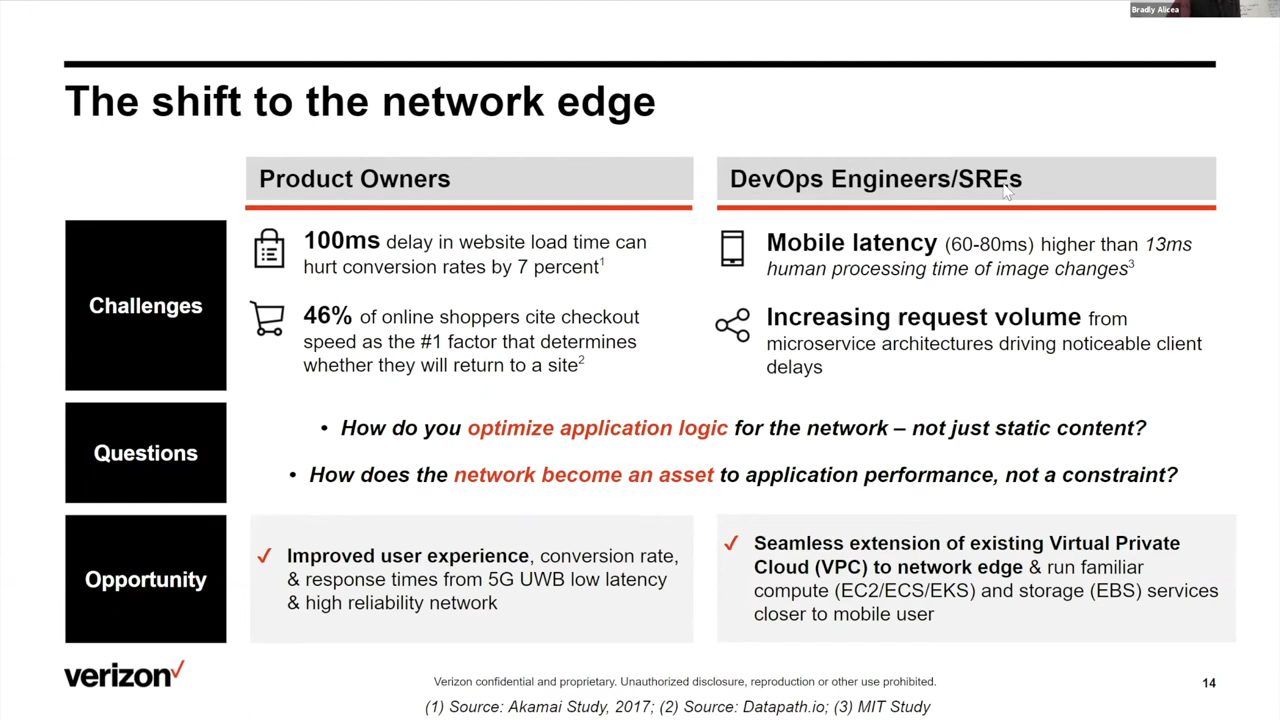 Bradly Alicea
The shift to the network edge
Product Owners
DevOps Engineers/SREs
Challenges
100ms delay in website load time can
hurt conversion rates by 7 percent1
46% of online shoppers cite checkout
speed as the #1 factor that determines
whether they will return to a site2
Mobile latency (60-80ms) higher than 13ms
human processing time of image changes3
Increasing request volume from
microservice architectures driving noticeable client
delays
Questions
• How do you optimize application logic for the network – not just static content?
• How does the network become an asset to application performance, not a constraint?
Opportunity
✓ Improved user experience, conversion rate,
& response times from 5G UWB low latency
& high reliability network
✓ Seamless extension of existing Virtual Private
Cloud (VPC) to network edge & run familiar
compute (EC2/ECS/EKS) and storage (EBS) services
closer to mobile user
verizon✓
Verizon confidential and proprietary. Unauthorized disclosure, reproduction or other use prohibited.
14
(1) Source: Akamai Study, 2017; (2) Source: Datapath.io; (3) MIT Study